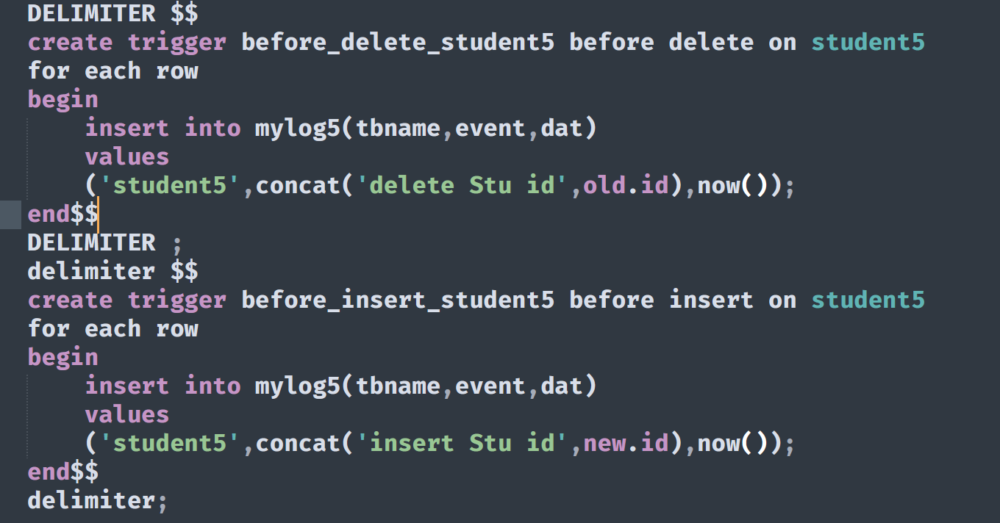 DELIMITER $$
create trigger before_delete_student5 before delete on student5
for each row
begin
    insert into mylog5(tbname,event,dat)
    values
    ('student5',concat('delete Stu id',old.id),now());
end$$
DELIMITER ;
delimiter $$
create trigger before_insert_student5 before insert on student5
for each row
begin
    insert into mylog5(tbname,event,dat)
    values
    ('student5',concat('insert Stu id',new.id),now());
end$$
delimiter;